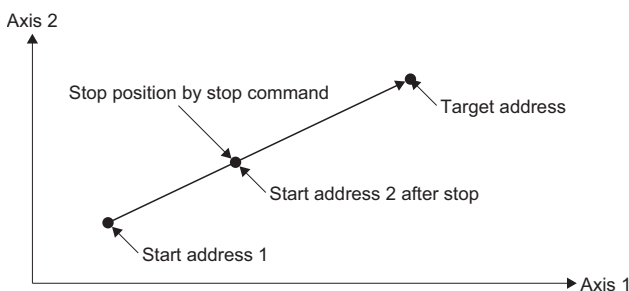 Axis 2
Stop position by stop command
Target address
Start address 2 after stop
Start address 1
Axis 1